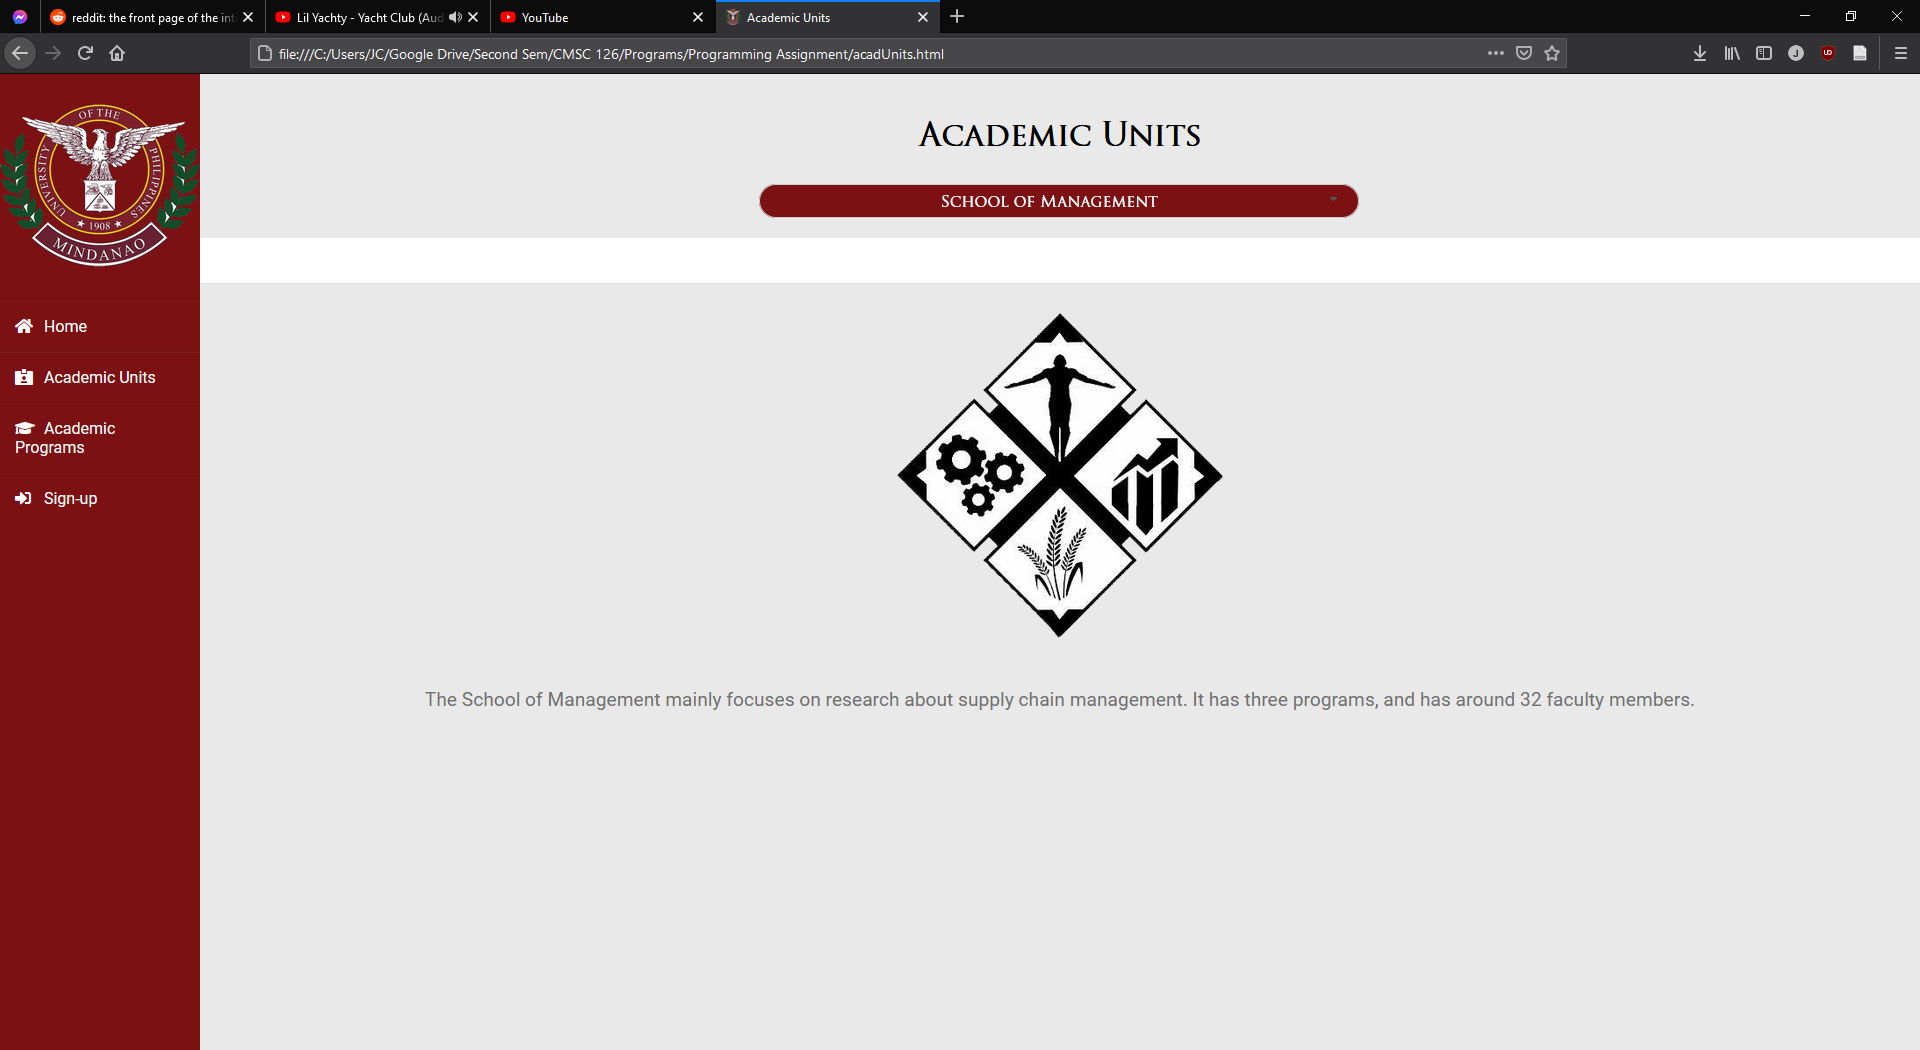 reddit: the front page of the int
Lil Yachty - Yacht Club (Aud
YouTube
Academic Units
file:///C:/Users/JC/Google Drive/Second Sem/CMSC 126/Programs/Programming Assignment/acadUnits.html
J
UD
OF THE
UNIVERSITY
PHILIPPINES
1908
MINDANAO
Home
Academic Units
Academic
Programs
Sign-up
Academic Units
School of Management
The School of Management mainly focuses on research about supply chain management. It has three programs, and has around 32 faculty members.